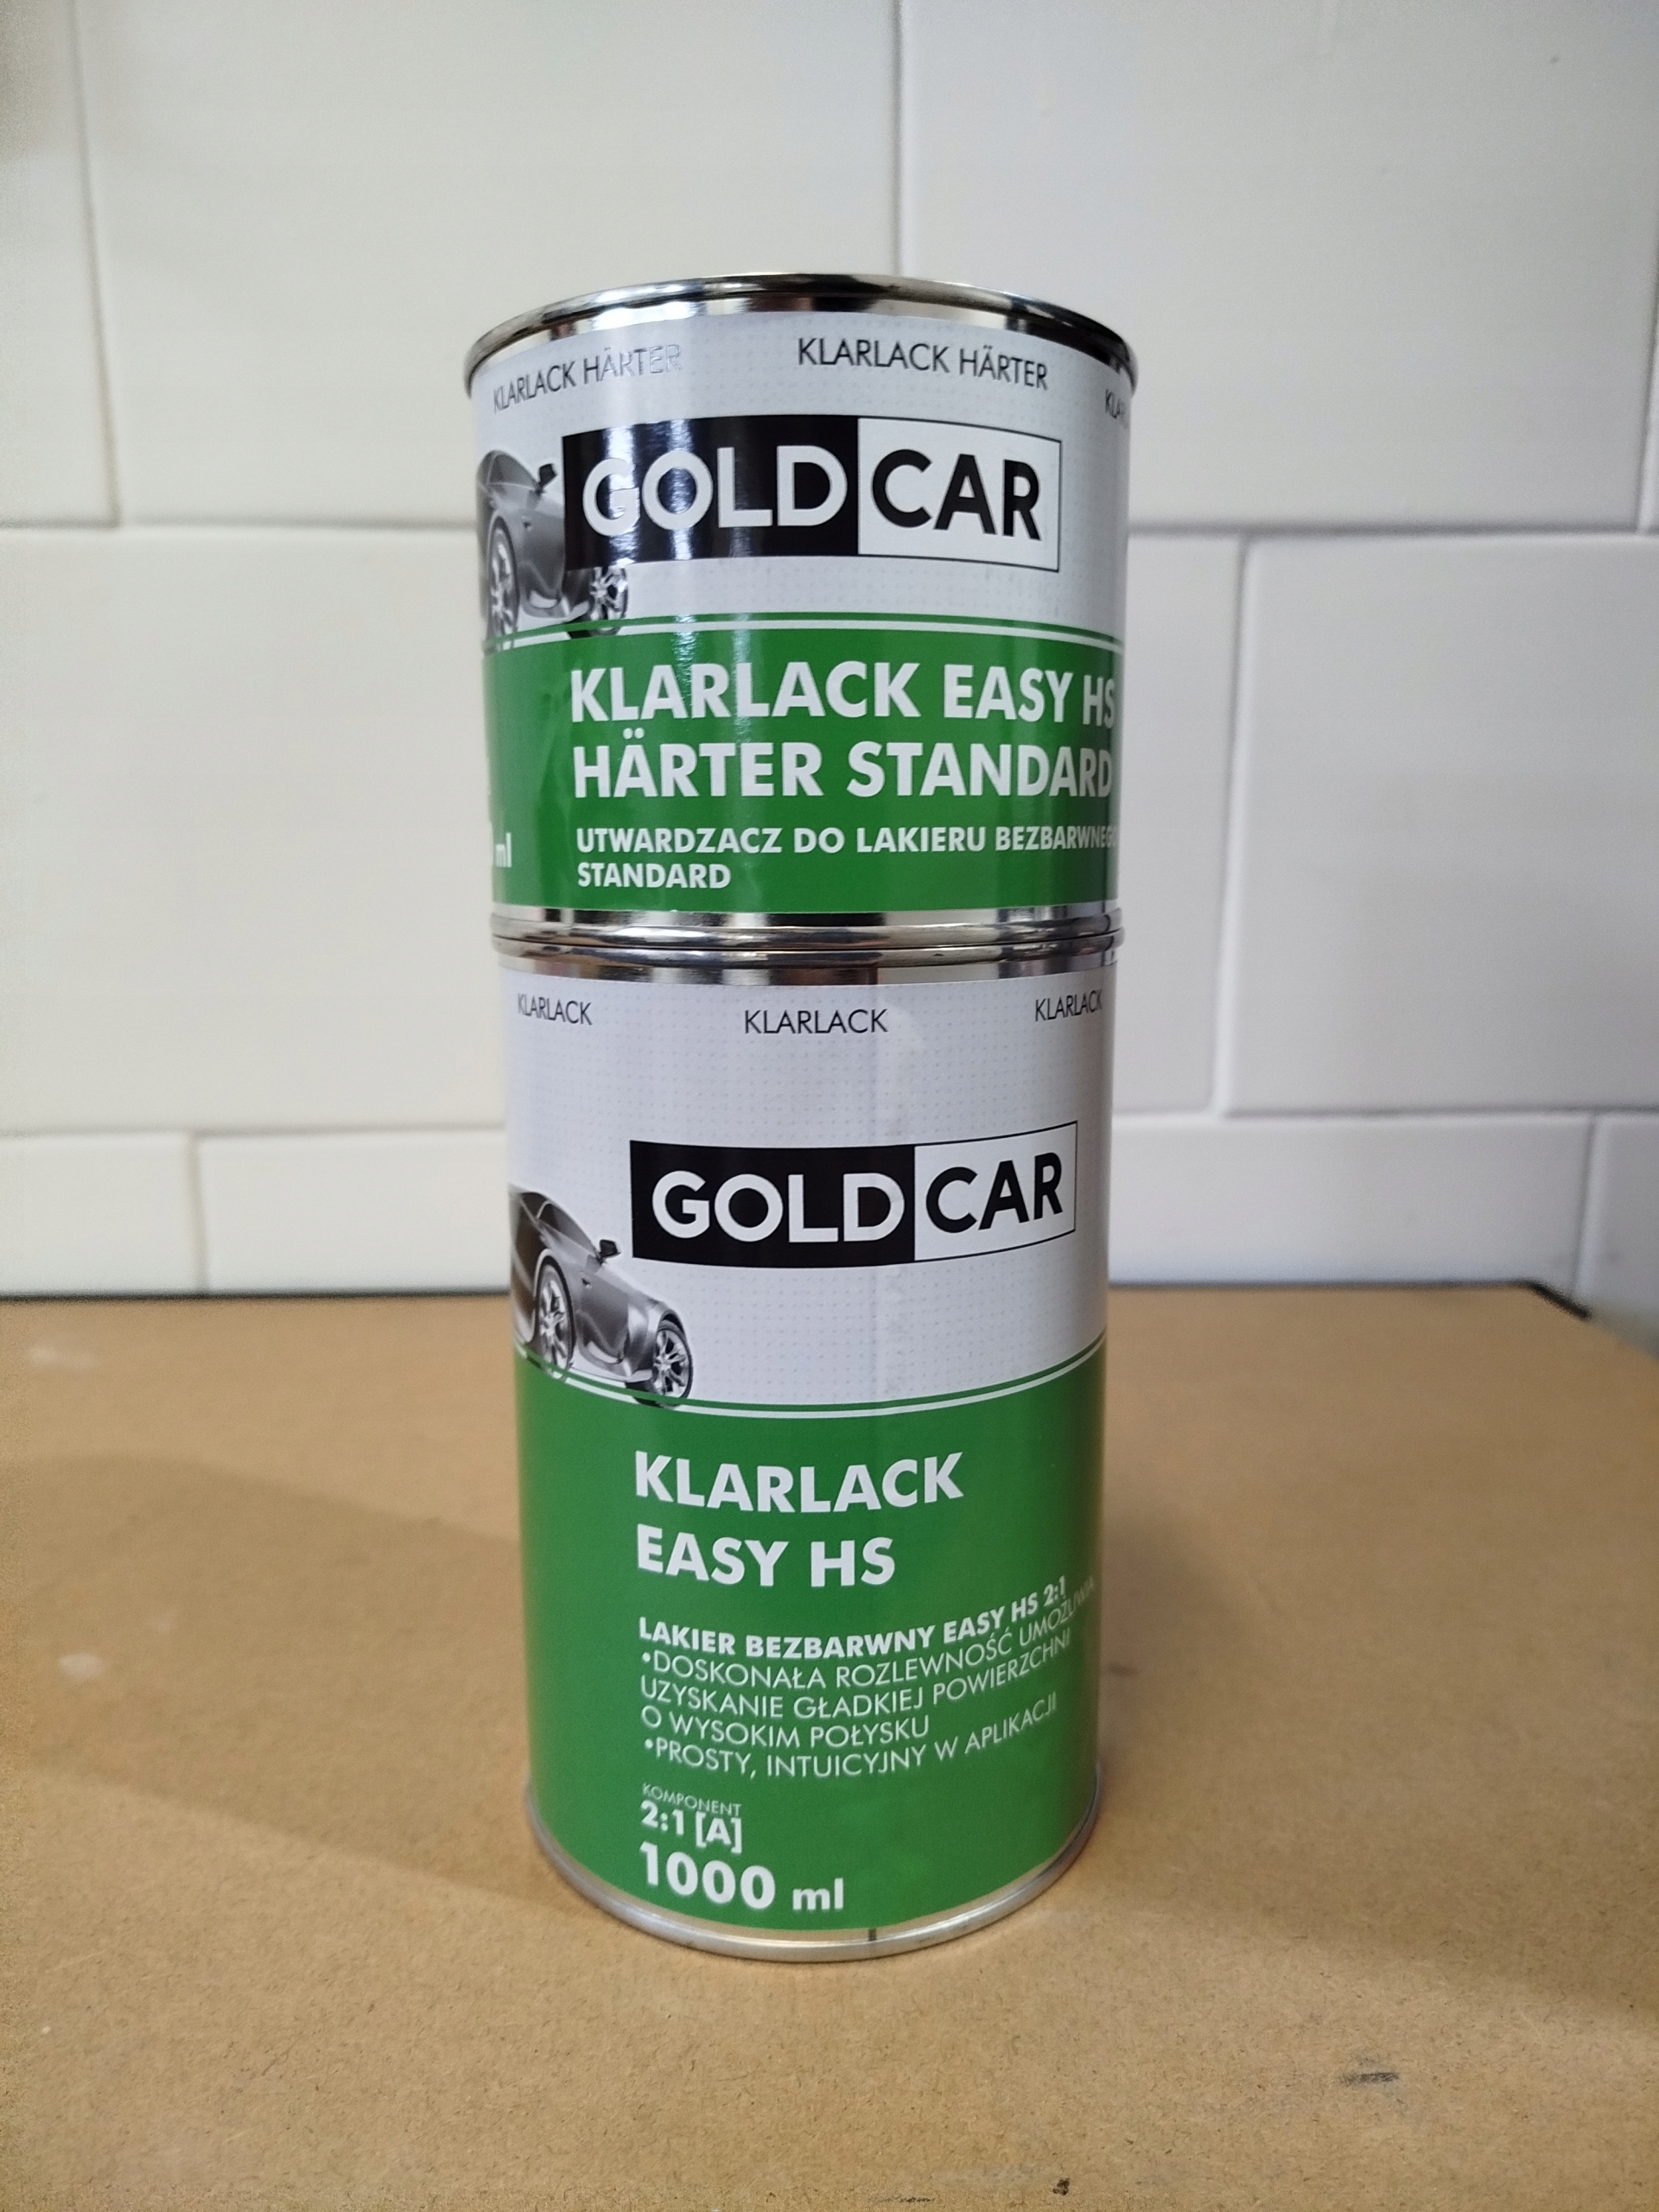 KLARLACK HÄRTER KLARLACK HÄRTER
GOLD CAR
KLARLACK EASY HS
HÄRTER STANDARD
UTWARDZACZ DO LAKIERU BEZBARWNEGO
STANDARD
ml
KLARLACK KLARLACK KLARLACK
GOLD CAR
KLARLACK
EASY HS
LAKIER BEZBARWNY EASY HS 2:1
•DOSKONAŁA ROZLEWNOŚĆ UMOŻLIWIA
UZYSKANIE GŁADKIEJ POWIERZCHNI
O WYSOKIM POŁYSKU
•PROSTY, INTUICYJNY W APLIKACJI
KOMPONENT
2:1 [A]
1000 ml